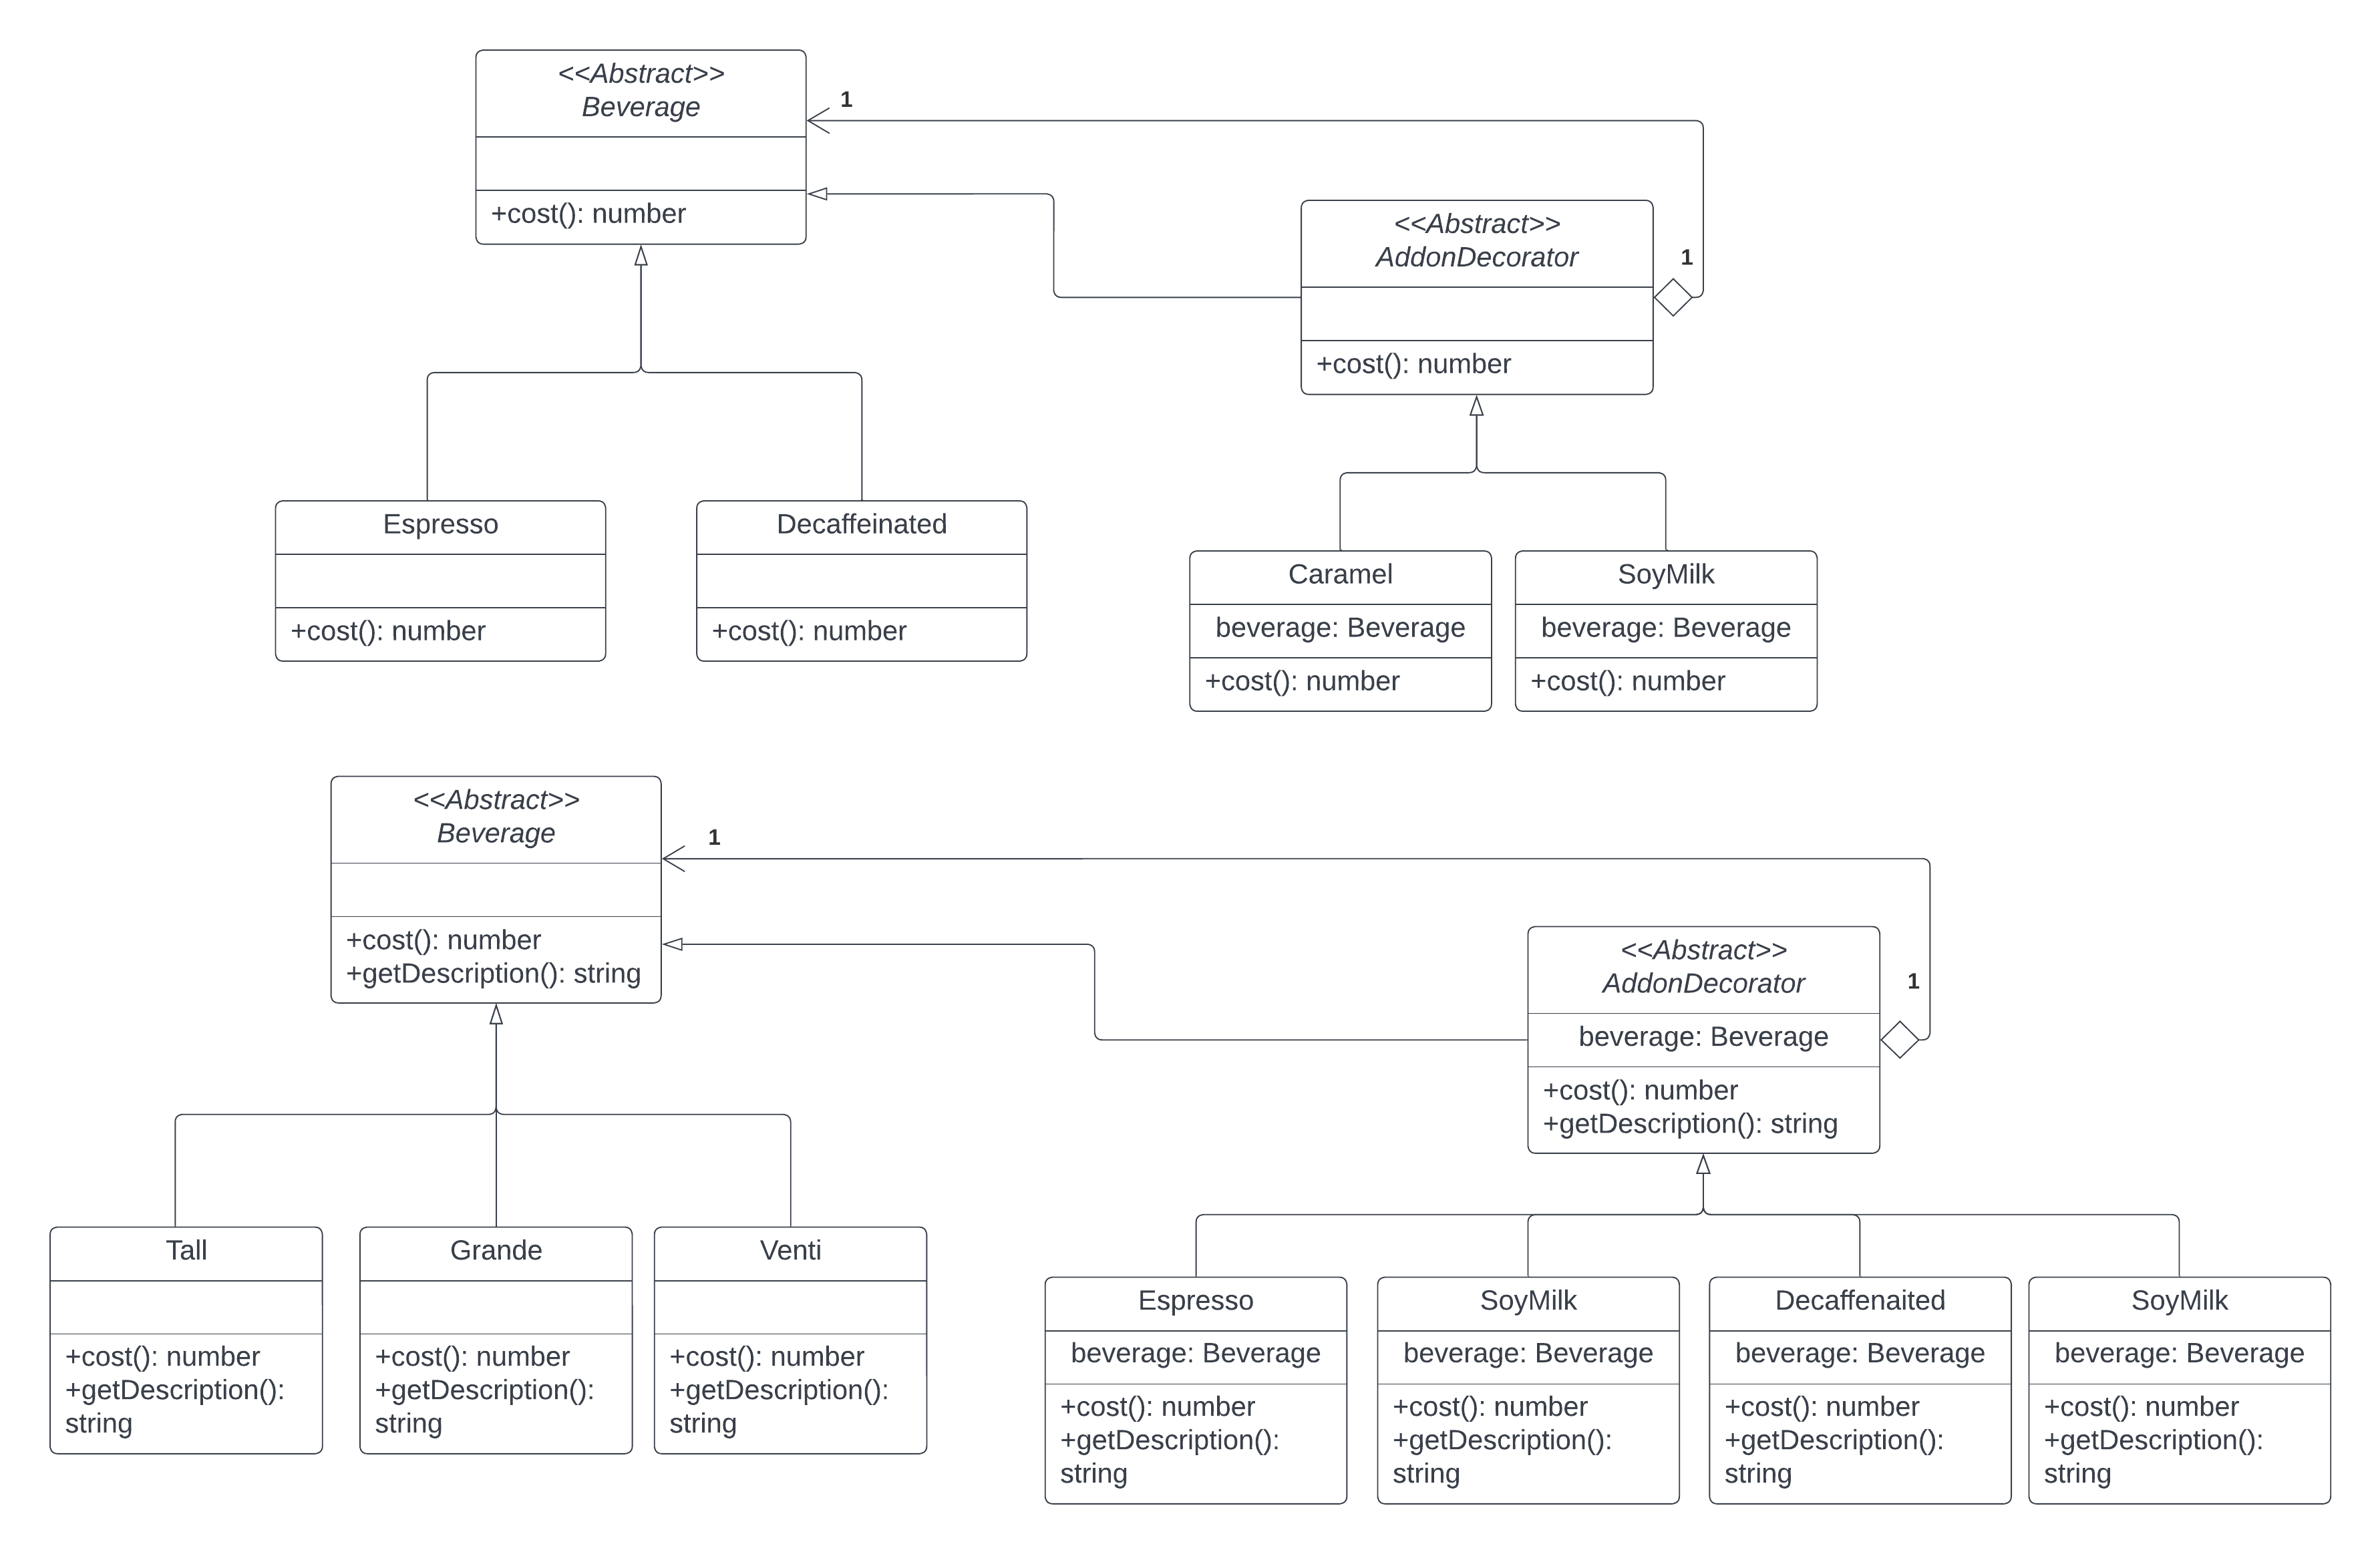 <<Abstract>>
Beverage
+cost(): number
1
<<Abstract>>
AddonDecorator
+cost(): number
1
Espresso
+cost(): number
Decaffeinated
+cost(): number
Caramel
beverage: Beverage
+cost(): number
SoyMilk
beverage: Beverage
+cost(): number
<<Abstract>>
Beverage
+cost(): number
+getDescription(): string
1
<<Abstract>>
AddonDecorator
beverage: Beverage
+cost(): number
+getDescription(): string
1
Tall
+cost(): number
+getDescription():
string
Grande
+cost(): number
+getDescription():
string
Venti
+cost(): number
+getDescription():
string
Espresso
beverage: Beverage
+cost(): number
+getDescription():
string
SoyMilk
beverage: Beverage
+cost(): number
+getDescription():
string
Decaffenaited
beverage: Beverage
+cost(): number
+getDescription():
string
SoyMilk
beverage: Beverage
+cost(): number
+getDescription():
string